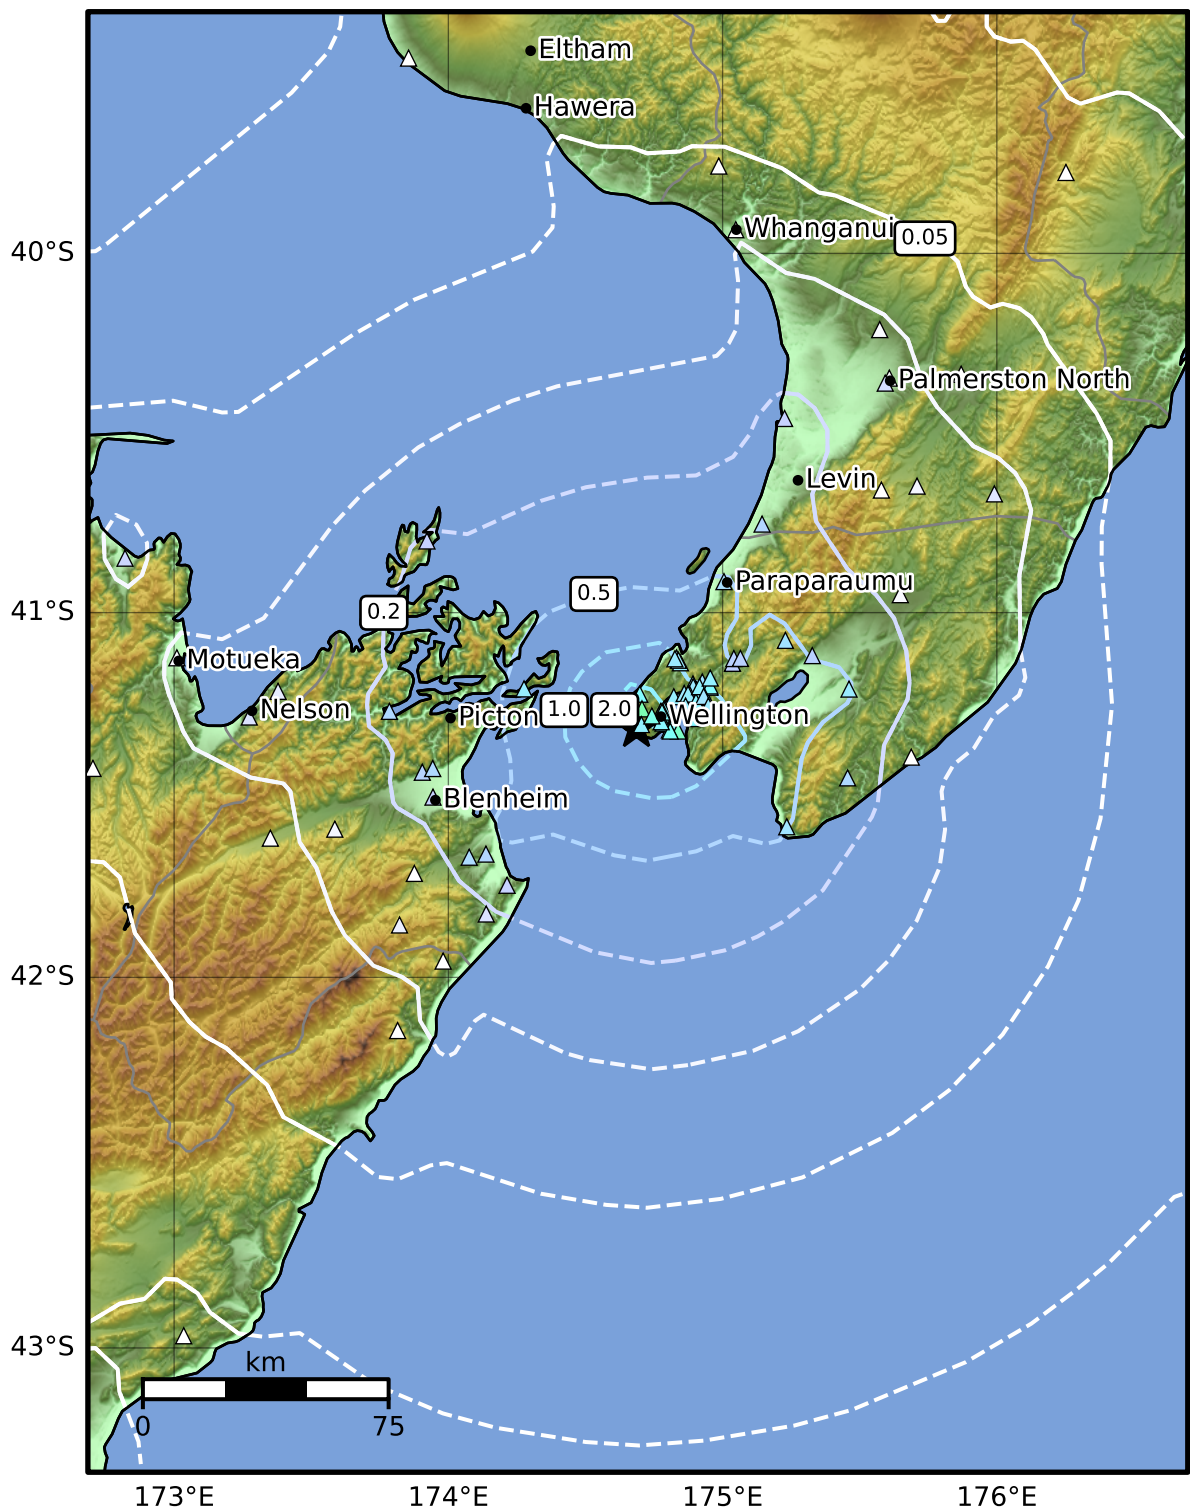 Eltham
Hawera
Whanganui
0.05
40°S
Palmerston North
Levin
Paraparaumu
0.5
0.2
41°S
Motueka
Nelson
Picton
1.0
2.0
Wellington
Blenheim
42°S
43°S
km
0
75
173°E
174°E
175°E
176°E